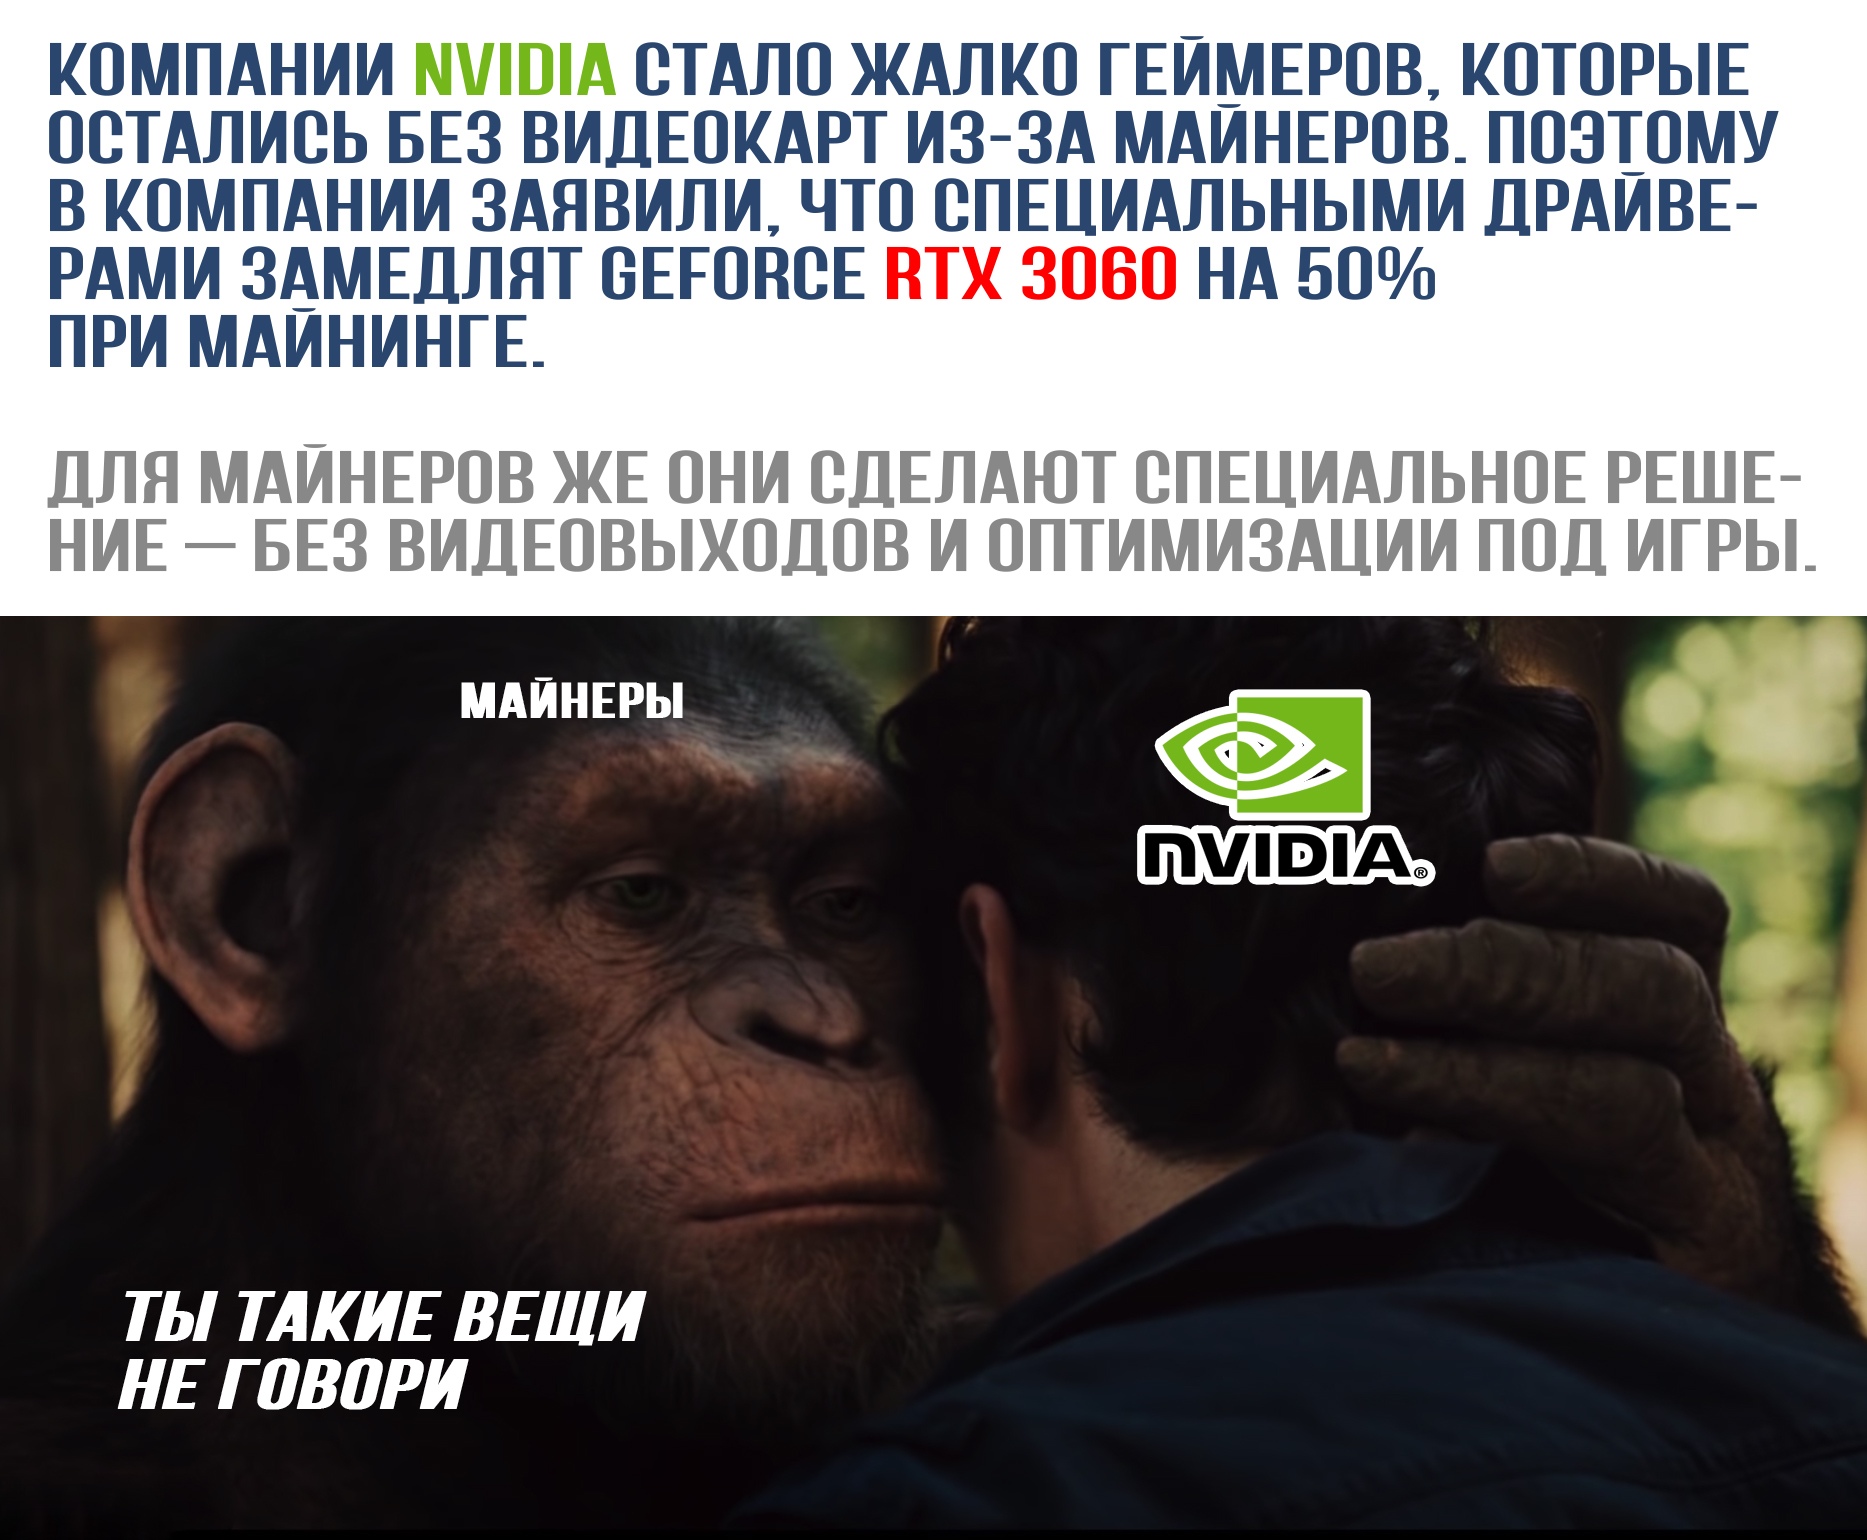 КОМПАНИИ NVIDIA СТАЛО ЖАЛКО ГЕЙМЕРОВ, КОТОРЫЕ
ОСТАЛИСЬ БЕЗ ВИДЕОКАРТ ИЗ-ЗА МАЙНЕРОВ. ПОЭТОМУ
В КОМПАНИИ ЗАЯВИЛИ, ЧТО СПЕЦИАЛЬНЫМИ ДРАЙВЕ-
РАМИ ЗАМЕДЛЯТ GEFORCE RTX 3060 НА 50%
ПРИ МАЙНИНГЕ.
ДЛЯ МАЙНЕРОВ ЖЕ ОНИ СДЕЛАЮТ СПЕЦИАЛЬНОЕ РЕШЕ-
НИЕ — БЕЗ ВИДЕОВЫХОДОВ И ОПТИМИЗАЦИИ ПОД ИГРЫ.
МАЙНЕРЫ
NVIDIA®
ТЫ ТАКИЕ ВЕЩИ
НЕ ГОВОРИ